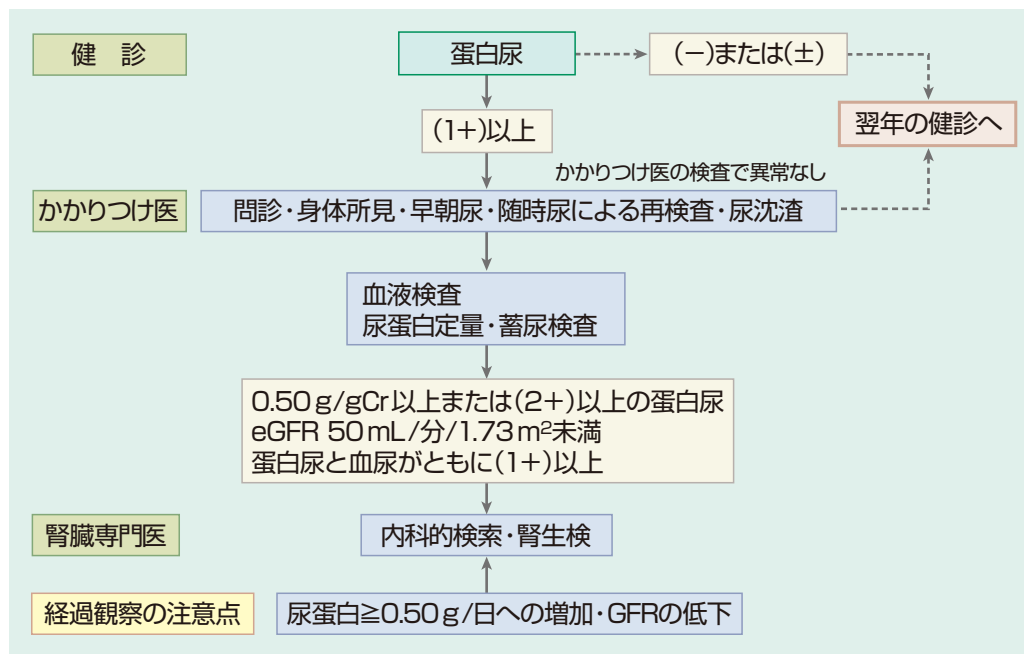 健 診
蛋白尿
(−)または(±)
翌年の健診へ
(1+)以上
かかりつけ医の検査で異常なし
かかりつけ医
問診・身体所見・早朝尿・随時尿による再検査・尿沈渣
血液検査
尿蛋白定量・蓄尿検査
0.50g/gCr以上または(2+)以上の蛋白尿
eGFR 50mL/分/1.73m²未満
蛋白尿と血尿がともに(1+)以上
腎臓専門医
内科的検索・腎生検
経過観察の注意点
尿蛋白≧0.50g/日への増加・GFRの低下